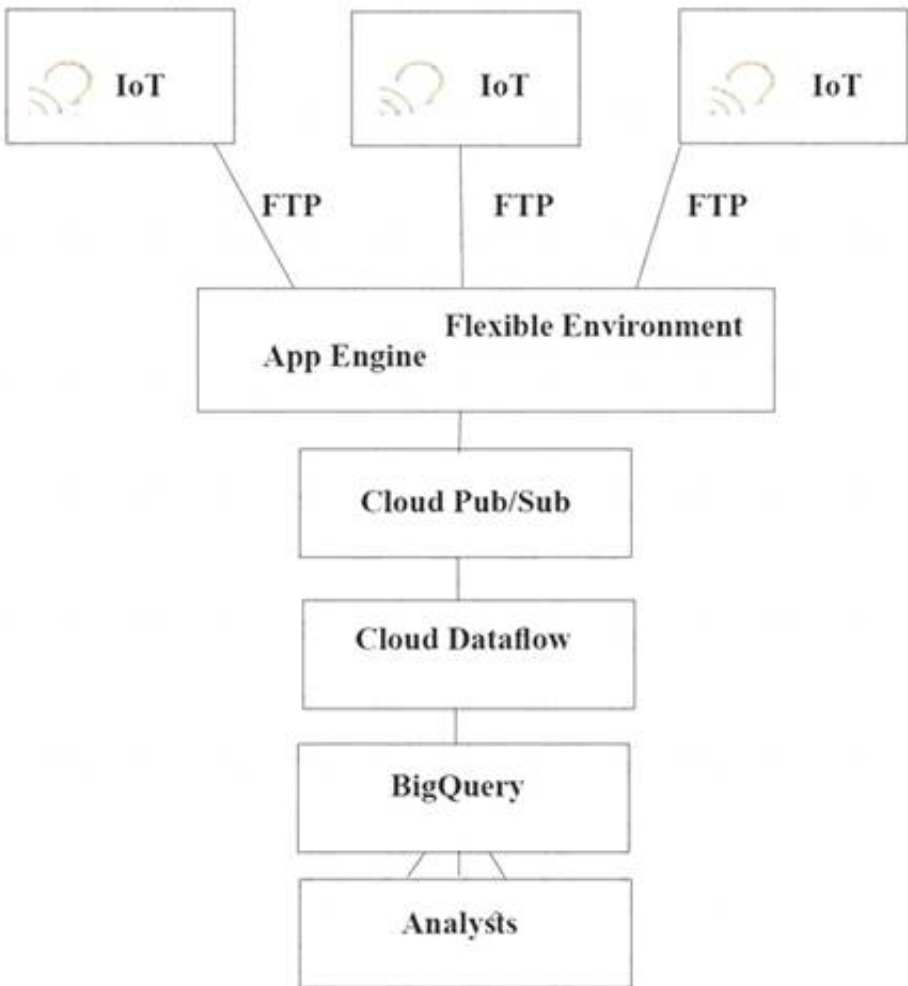 IoT
IoT
IoT
FTP
FTP
FTP
Flexible Environment
App Engine
Cloud Pub/Sub
Cloud Dataflow
BigQuery
Analysts